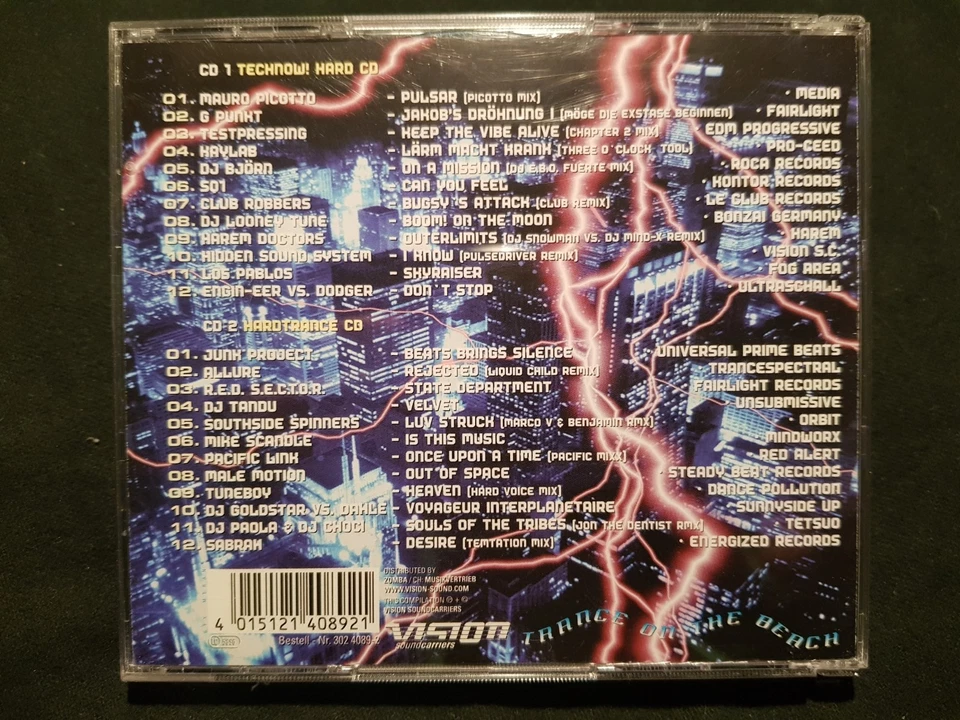 CD 1 TECHNOW! HARD CD
01. MAURO PICOTTO - PULSAR (PICOTTO MIX) · MEDIA
02. G PUNKT - JAKOB'S DRÖHNUNG I (MÖGE DIE EXSTASE BEGINNEN) · FAIRLIGHT
03. TESTPRESSING - KEEP THE VIBE ALIVE (CHAPTER 2 MIX) · EDM PROGRESSIVE
04. KAYLAB - LÄRM MACHT KRANK (THREE O'CLOCK TOOL) · PRO-CEED
05. DJ BJÖRN - ON A MISSION (DO E.B.O. FUERTE MIX) · ROCA RECORDS
06. SQ1 - CAN YOU FEEL · KONTOR RECORDS
07. CLUB ROBBERS - BUGSY'S ATTACK (CLUB REMIX) · LE CLUB RECORDS
08. DJ LOONEY TUNE - BOOM! ON THE MOON · BONZAI GERMANY
09. HAREM DOCTORS - OUTERLIMITS (DJ SNOWMAN VS. DJ MIND-X REMIX) · HAREM
10. HIDDEN SOUND SYSTEM - I KNOW (PULSEDRIVER REMIX) · VISION S.C.
11. LOS PABLOS - SKYRAISER · FOG AREA
12. ENGIN-EER VS. DODGER - DON'T STOP · ULTRASCHALL
CD 2 HARDTRANCE CD
01. JUNK PROJECT - BEATS BRINGS SILENCE · UNIVERSAL PRIME BEATS
02. ALLURE - REJECTED (LIQUID CHILD REMIX) · TRANCESPECTRAL
03. R.E.D. S.E.C.T.O.R. - STATE DEPARTMENT · FAIRLIGHT RECORDS
04. DJ TANDU - VELVET · UNSUBMISSIVE
05. SOUTHSIDE SPINNERS - LUV STRUCK (MARCO V & BENJAMIN RMX) · ORBIT
06. MIKE SCANDLE - IS THIS MUSIC · MINDWORX
07. PACIFIC LINK - ONCE UPON A TIME (PACIFIC MIXX) · RED ALERT
08. MALE MOTION - OUT OF SPACE · STEADY BEAT RECORDS
09. TUNEBOY - HEAVEN (HARD VOICE MIX) · DANCE POLLUTION
10. DJ GOLDSTAR VS. DAHLE - VOYAGEUR INTERPLANETAIRE · SUNNYSIDE UP
11. DJ PAOLA & DJ CHOCI - SOULS OF THE TRIBES (JON THE DENTIST RMX) · TETSUO
12. SABRAH - DESIRE (TEMTATION MIX) · ENERGIZED RECORDS
DISTRIBUTED BY
ZOMBA / CH: MUSIKVERTRIEB
WWW.VISION-SOUND.COM
THIS COMPILATION ℗ + ©
VISION SOUNDCARRIERS
4 015121 408921
Bestell - Nr. 302 4089-2
VISION
soundcarriers
TRANCE ON THE BEACH